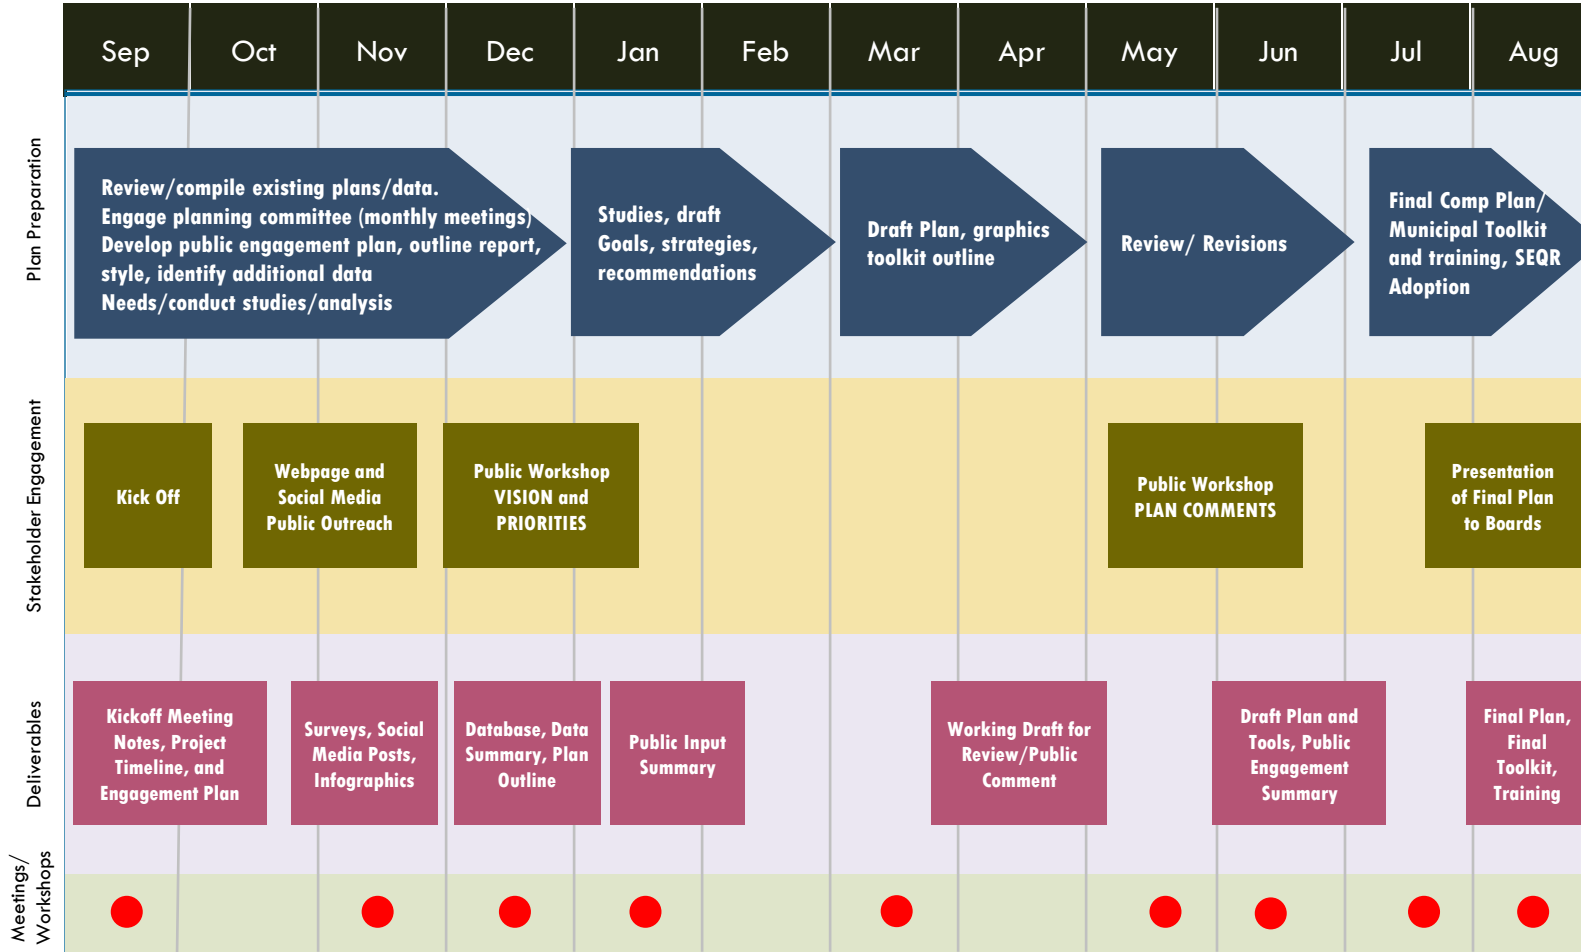 Sep
Oct
Nov
Dec
Jan
Feb
Mar
Apr
May
Jun
Jul
Aug
Plan Preparation
Review/compile existing plans/data.
Engage planning committee (monthly meetings)
Develop public engagement plan, outline report,
style, identify additional data
Needs/conduct studies/analysis
Studies, draft
Goals, strategies,
recommendations
Draft Plan, graphics
toolkit outline
Review/ Revisions
Final Comp Plan/
Municipal Toolkit
and training, SEQR
Adoption
Stakeholder Engagement
Kick Off
Webpage and
Social Media
Public Outreach
Public Workshop
VISION and
PRIORITIES
Public Workshop
PLAN COMMENTS
Presentation
of Final Plan
to Boards
Deliverables
Kickoff Meeting
Notes, Project
Timeline, and
Engagement Plan
Surveys, Social
Media Posts,
Infographics
Database, Data
Summary, Plan
Outline
Public Input
Summary
Working Draft for
Review/Public
Comment
Draft Plan and
Tools, Public
Engagement
Summary
Final Plan,
Final
Toolkit,
Training
Meetings/
Workshops